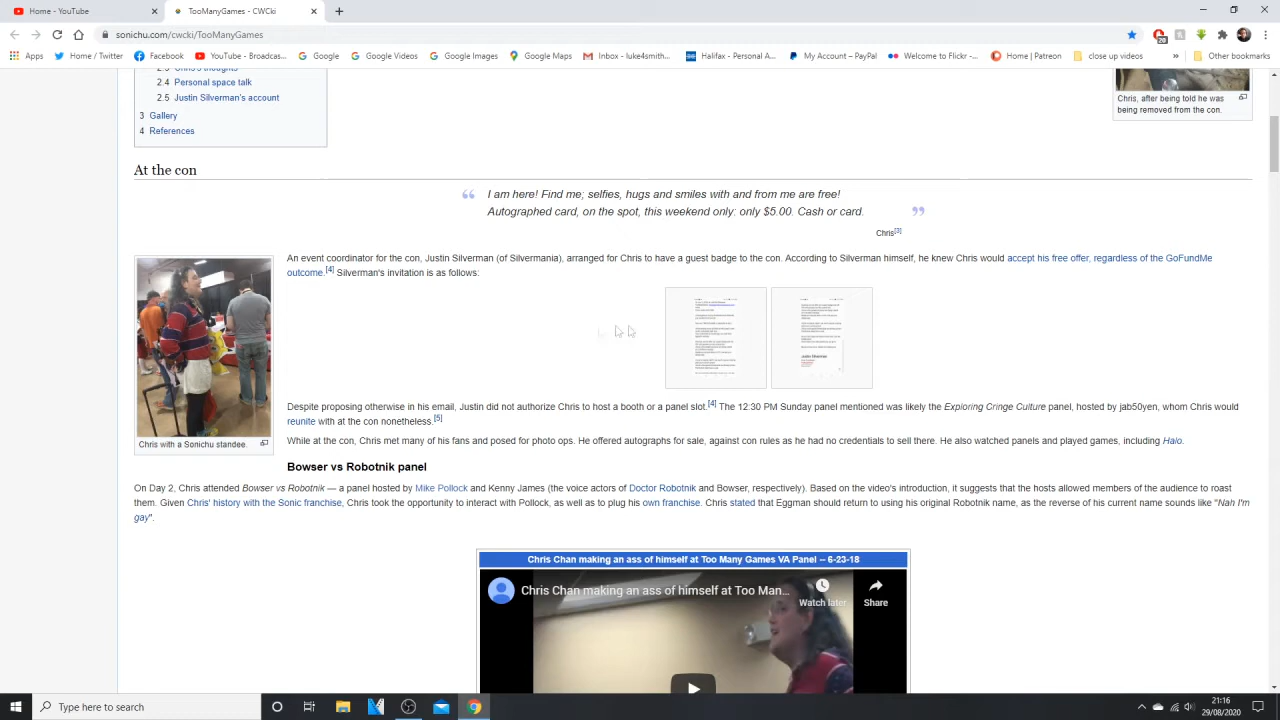 Home - YouTube
TooManyGames - CWCki
sonichu.com/cwcki/TooManyGames
20
Apps
Home / Twitter
Facebook
YouTube - Broadcas...
Google
Google Videos
Google Images
Google Maps
Inbox - luke4smith...
Halifax - Personal A...
My Account – PayPal
Welcome to Flickr -...
Home | Patreon
close up videos
»
Other bookmarks
2.4 Personal space talk
2.5 Justin Silverman's account
3 Gallery
4 References
Chris, after being told he was
being removed from the con.
At the con
“ I am here! Find me; selfies, hugs and smiles with and from me are free!
Autographed card, on the spot, this weekend only: only $5.00. Cash or card. ”
Chris[3]
An event coordinator for the con, Justin Silverman (of Silvermania), arranged for Chris to have a guest badge to the con. According to Silverman himself, he knew Chris would accept his free offer, regardless of the GoFundMe
outcome.[4] Silverman's invitation is as follows:
Despite proposing otherwise in his email, Justin did not authorize Chris to host a booth or a panel slot.[4] The 12:30 PM Sunday panel mentioned was likely the Exploring Cringe Culture panel, hosted by jab50yen, whom Chris would
reunite with at the con nonetheless.[5]
Chris with a Sonichu standee.
While at the con, Chris met many of his fans and posed for photo ops. He offered autographs for sale, against con rules as he had no credentials to sell there. He also watched panels and played games, including Halo.
Bowser vs Robotnik panel
On Day 2, Chris attended Bowser vs Robotnik — a panel hosted by Mike Pollock and Kenny James (the voice actors of Doctor Robotnik and Bowser, respectively). Based on the video's introduction, it suggests that the hosts allowed members of the audience to roast
them. Given Chris' history with the Sonic franchise, Chris took the opportunity to interact with Pollock, as well as to plug his own franchise. Chris stated that Eggman should return to using his original Robotnik name, as the reverse of his current name sounds like "Nah I'm
gay".
Chris Chan making an ass of himself at Too Many Games VA Panel – 6-23-18
Chris Chan making an ass of himself at Too Man...
Watch later
Share
Type here to search
21:16
29/08/2020